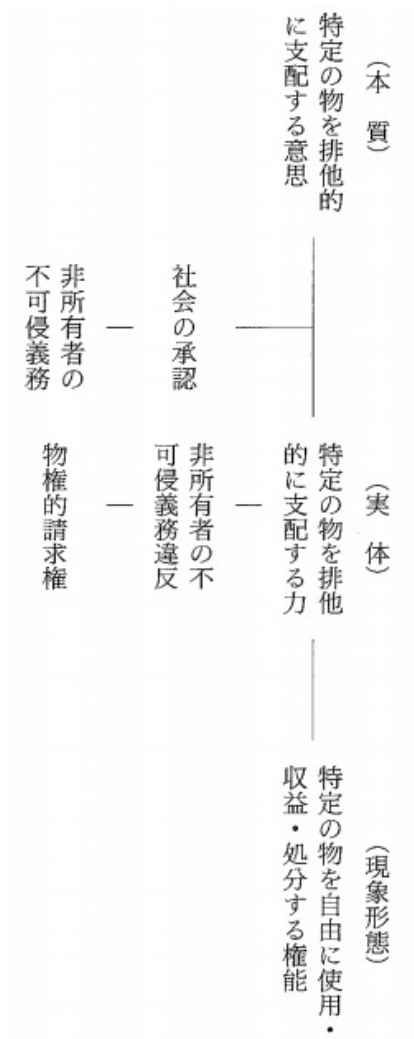 （本　質）
特定の物を排他的
に支配する意思
社会の承認
非所有者の
不可侵義務
（実　体）
特定の物を排他
的に支配する力
非所有者の不
可侵義務違反
物権的請求権
（現象形態）
特定の物を自由に使用・
収益・処分する権能